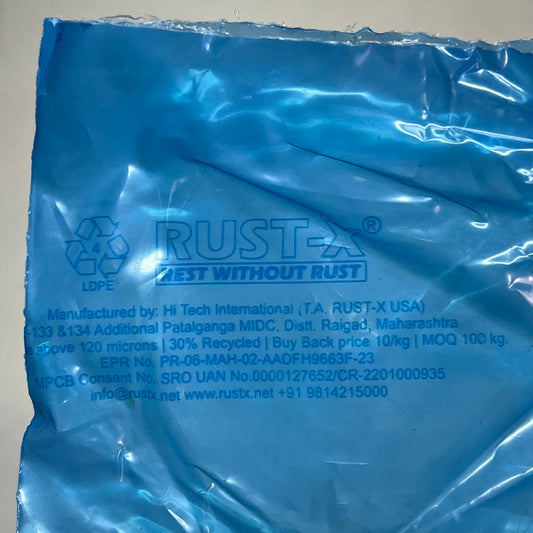 4
LDPE
RUST-X®
REST WITHOUT RUST
Manufactured by: Hi Tech International (T.A. RUST-X USA)
-133 &134 Additional Patalganga MIDC, Distt. Raigad, Maharashtra
above 120 microns | 30% Recycled | Buy Back price 10/kg | MOQ 100 kg.
EPR No. PR-06-MAH-02-AADFH9663F-23
MPCB Consent No. SRO UAN No.0000127652/CR-2201000935
info@rustx.net www.rustx.net +91 9814215000